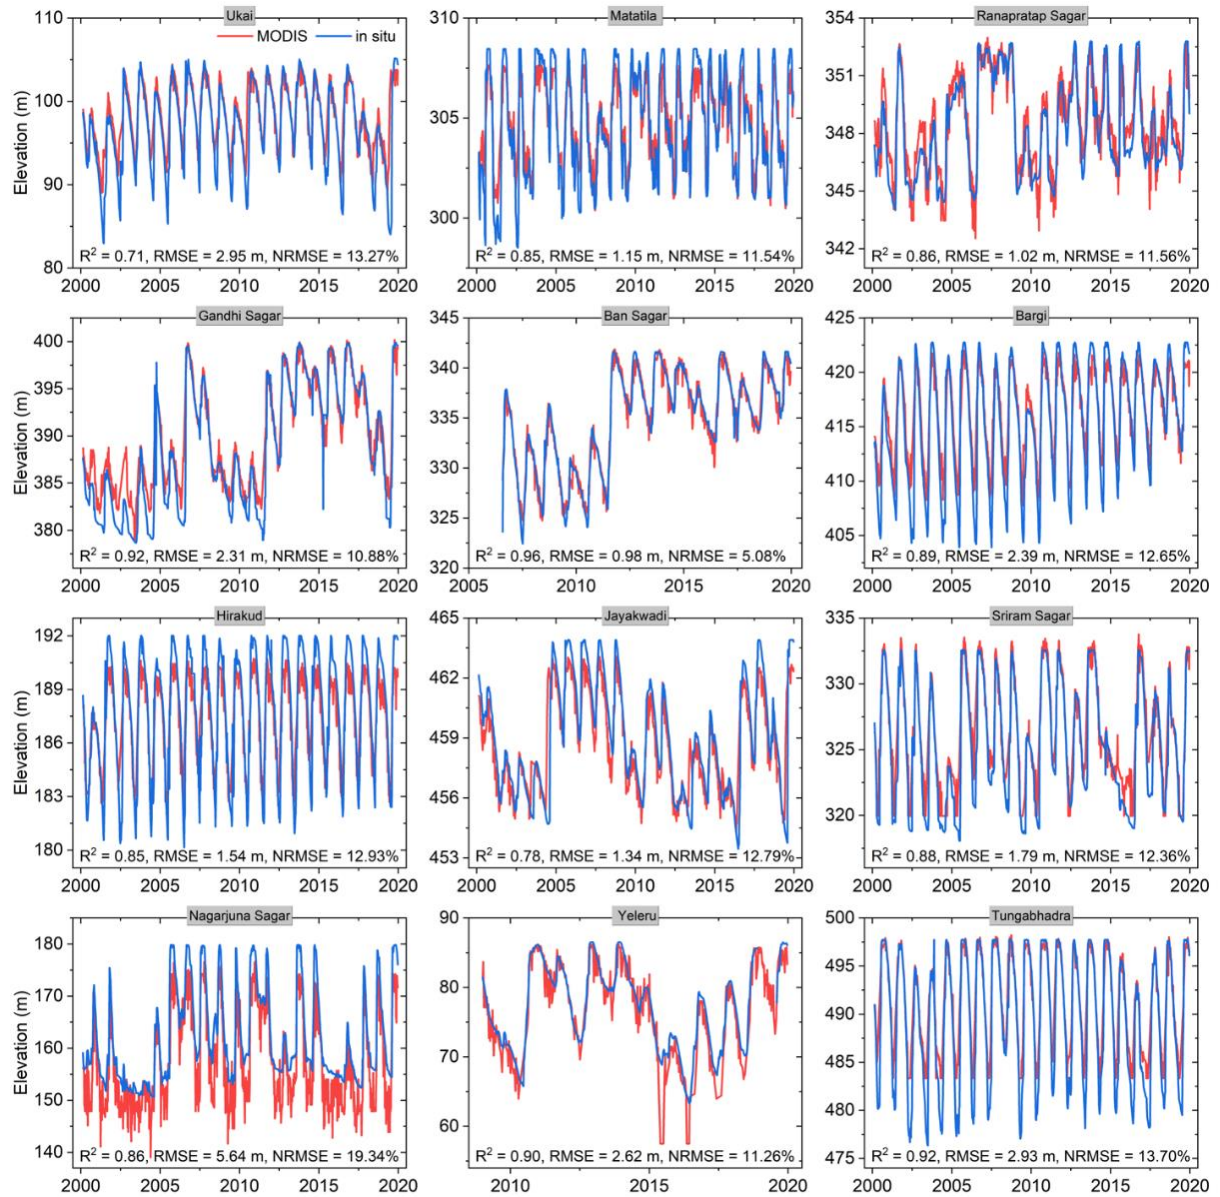 Ukai
Matatila
Ranapratap Sagar
MODIS
in situ
Elevation (m)
110
100
90
80
R² = 0.71, RMSE = 2.95 m, NRMSE = 13.27%
2000 2005 2010 2015 2020
310
305
300
R² = 0.85, RMSE = 1.15 m, NRMSE = 11.54%
2000 2005 2010 2015 2020
354
351
348
345
342
R² = 0.86, RMSE = 1.02 m, NRMSE = 11.56%
2000 2005 2010 2015 2020
Gandhi Sagar
Ban Sagar
Bargi
Elevation (m)
400
395
390
385
380
R² = 0.92, RMSE = 2.31 m, NRMSE = 10.88%
2000 2005 2010 2015 2020
345
340
335
330
325
320
R² = 0.96, RMSE = 0.98 m, NRMSE = 5.08%
2005 2010 2015 2020
425
420
415
410
405
R² = 0.89, RMSE = 2.39 m, NRMSE = 12.65%
2000 2005 2010 2015 2020
Hirakud
Jayakwadi
Sriram Sagar
Elevation (m)
192
189
186
183
180
R² = 0.85, RMSE = 1.54 m, NRMSE = 12.93%
2000 2005 2010 2015 2020
465
462
459
456
453
R² = 0.78, RMSE = 1.34 m, NRMSE = 12.79%
2000 2005 2010 2015 2020
335
330
325
320
R² = 0.88, RMSE = 1.79 m, NRMSE = 12.36%
2000 2005 2010 2015 2020
Nagarjuna Sagar
Yeleru
Tungabhadra
Elevation (m)
180
170
160
150
140
R² = 0.86, RMSE = 5.64 m, NRMSE = 19.34%
2000 2005 2010 2015 2020
90
80
70
60
R² = 0.90, RMSE = 2.62 m, NRMSE = 11.26%
2010 2015 2020
500
495
490
485
480
475
R² = 0.92, RMSE = 2.93 m, NRMSE = 13.70%
2000 2005 2010 2015 2020